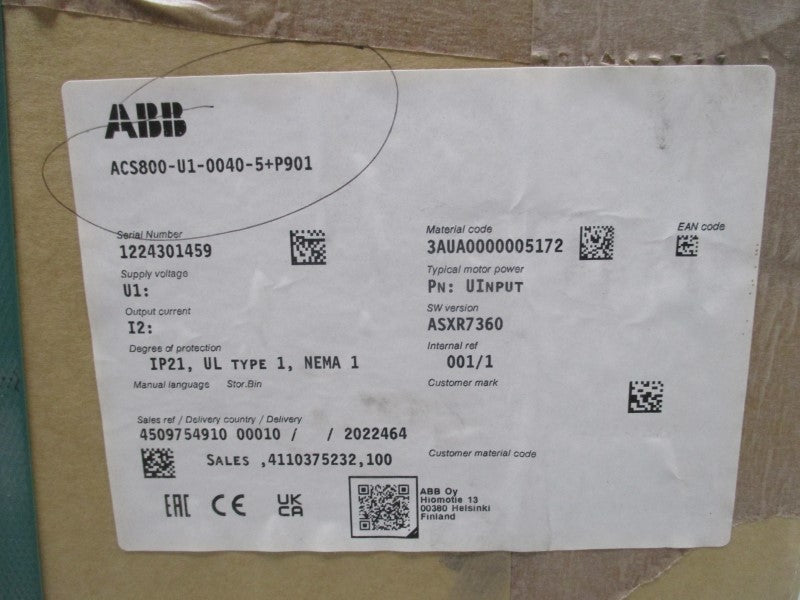 ABB
ACS800-U1-0040-5+P901
Serial Number
1224301459
Supply voltage
U1:
Output current
I2:
Degree of protection
IP21, UL TYPE 1, NEMA 1
Manual language Stor.Bin
Material code
3AUA0000005172
EAN code
Typical motor power
PN: UINPUT
SW version
ASXR7360
Internal ref
001/1
Customer mark
Sales ref / Delivery country / Delivery
4509754910 00010 / / 2022464
SALES ,4110375232,100
Customer material code
EAC CE UK
CA
ABB Oy
Hiomotie 13
00380 Helsinki
Finland